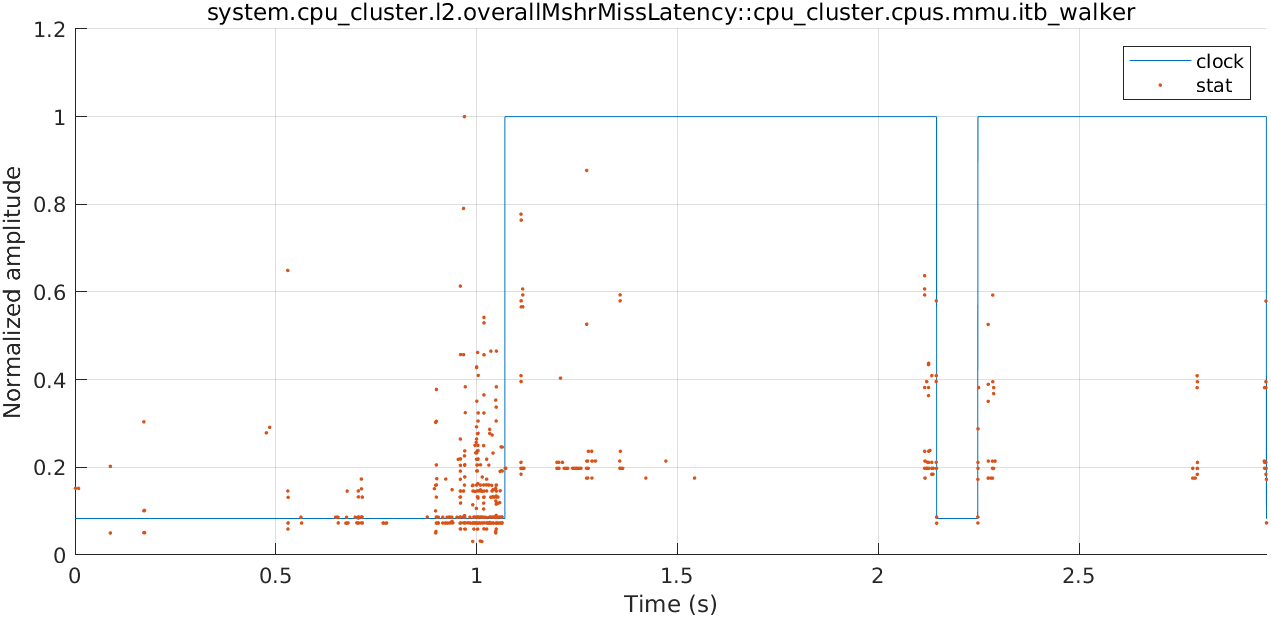 system.cpu_cluster.l2.overallMshrMissLatency::cpu_cluster.cpus.mmu.itb_walker
1.2
clock
stat
1
0.8
Normalized amplitude
0.6
0.4
0.2
0
0 0.5 1 1.5 2 2.5
Time (s)